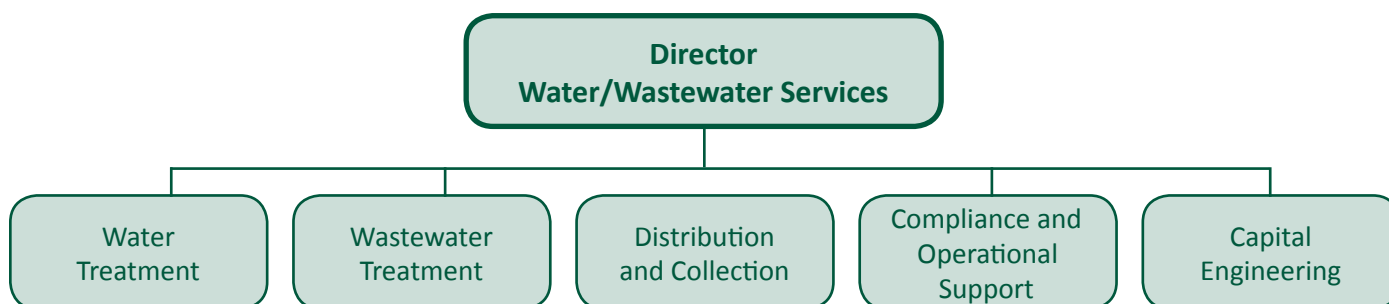 Director
Water/Wastewater Services
Water
Treatment
Wastewater
Treatment
Distribution
and Collection
Compliance and
Operational
Support
Capital
Engineering